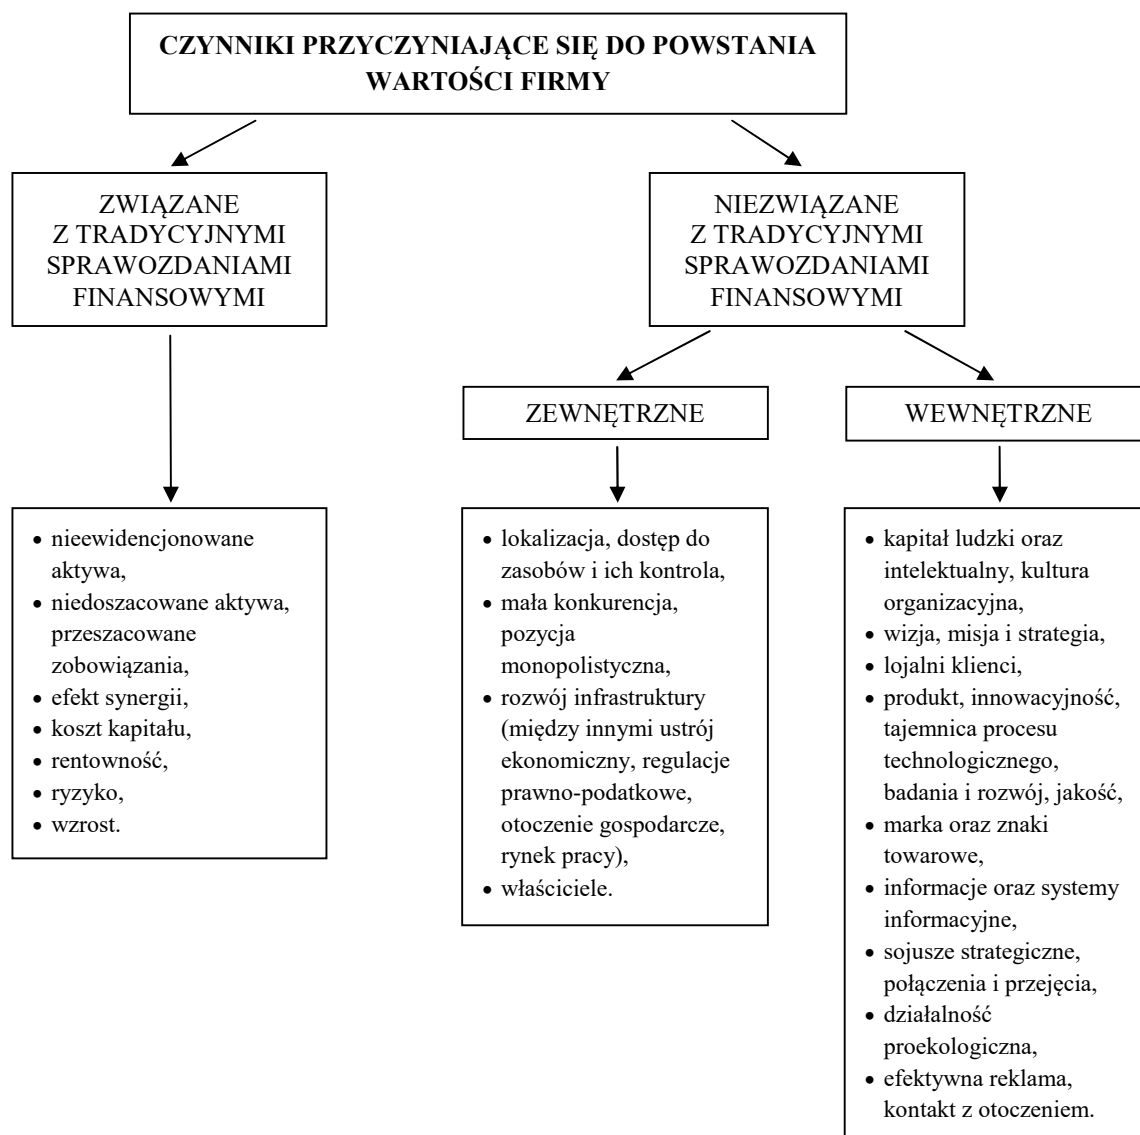 CZYNNIKI PRZYCZYNIAJĄCE SIĘ DO POWSTANIA
WARTOŚCI FIRMY
ZWIĄZANE
Z TRADYCYJNYMI
SPRAWOZDANIAMI
FINANSOWYMI
NIEZWIĄZANE
Z TRADYCYJNYMI
SPRAWOZDANIAMI
FINANSOWYMI
ZEWNĘTRZNE
WEWNĘTRZNE
• nieewidencjonowane
aktywa,
• niedoszacowane aktywa,
przeszacowane
zobowiązania,
• efekt synergii,
• koszt kapitału,
• rentowność,
• ryzyko,
• wzrost.
• lokalizacja, dostęp do
zasobów i ich kontrola,
• mała konkurencja,
pozycja
monopolistyczna,
• rozwój infrastruktury
(między innymi ustrój
ekonomiczny, regulacje
prawno-podatkowe,
otoczenie gospodarcze,
rynek pracy),
• właściciele.
• kapitał ludzki oraz
intelektualny, kultura
organizacyjna,
• wizja, misja i strategia,
• lojalni klienci,
• produkt, innowacyjność,
tajemnica procesu
technologicznego,
badania i rozwój, jakość,
• marka oraz znaki
towarowe,
• informacje oraz systemy
informacyjne,
• sojusze strategiczne,
połączenia i przejęcia,
• działalność
proekologiczna,
• efektywna reklama,
kontakt z otoczeniem.